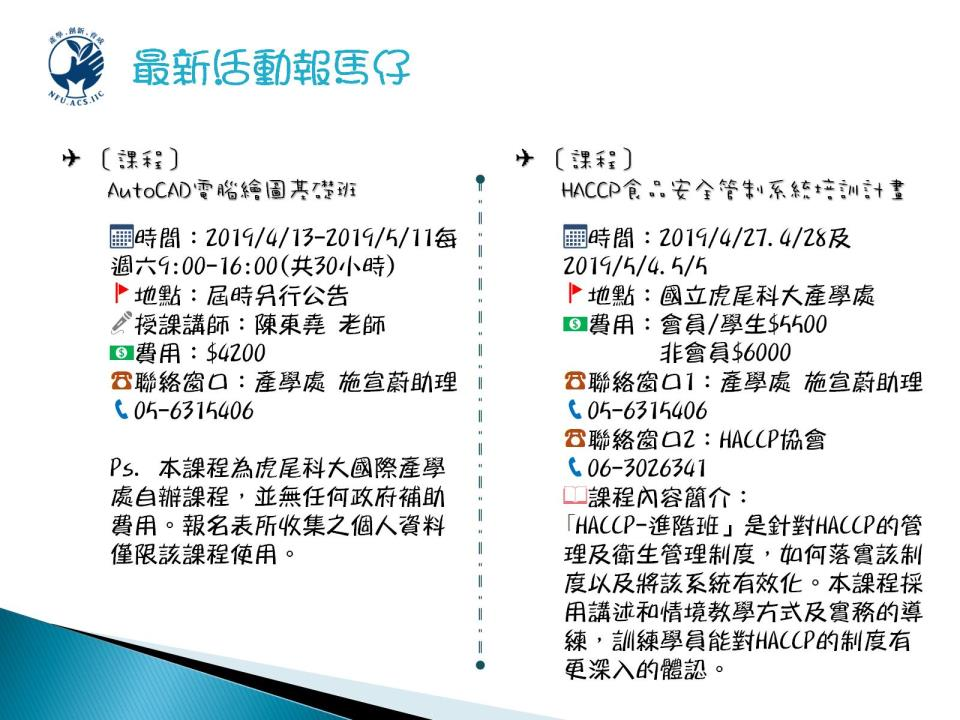 產學.創新.育成
NFU.ACS.IIC
最新活動報馬仔
〔課程〕
AutoCAD電腦繪圖基礎班
時間：2019/4/13-2019/5/11每
週六9:00-16:00(共30小時)
地點：屆時另行公告
授課講師：陳東堯 老師
費用：$4200
聯絡窗口：產學處 施宣蔚助理
05-6315406
Ps. 本課程為虎尾科大國際產學
處自辦課程，並無任何政府補助
費用。報名表所收集之個人資料
僅限該課程使用。
〔課程〕
HACCP食品安全管制系統培訓計畫
時間：2019/4/27.4/28及
2019/5/4.5/5
地點：國立虎尾科大產學處
費用：會員/學生$5500
非會員$6000
聯絡窗口1：產學處 施宣蔚助理
05-6315406
聯絡窗口2：HACCP協會
06-3026341
課程內容簡介：
「HACCP-進階班」是針對HACCP的管
理及衛生管理制度，如何落實該制
度以及將該系統有效化。本課程採
用講述和情境教學方式及實務的導
練，訓練學員能對HACCP的制度有
更深入的體認。